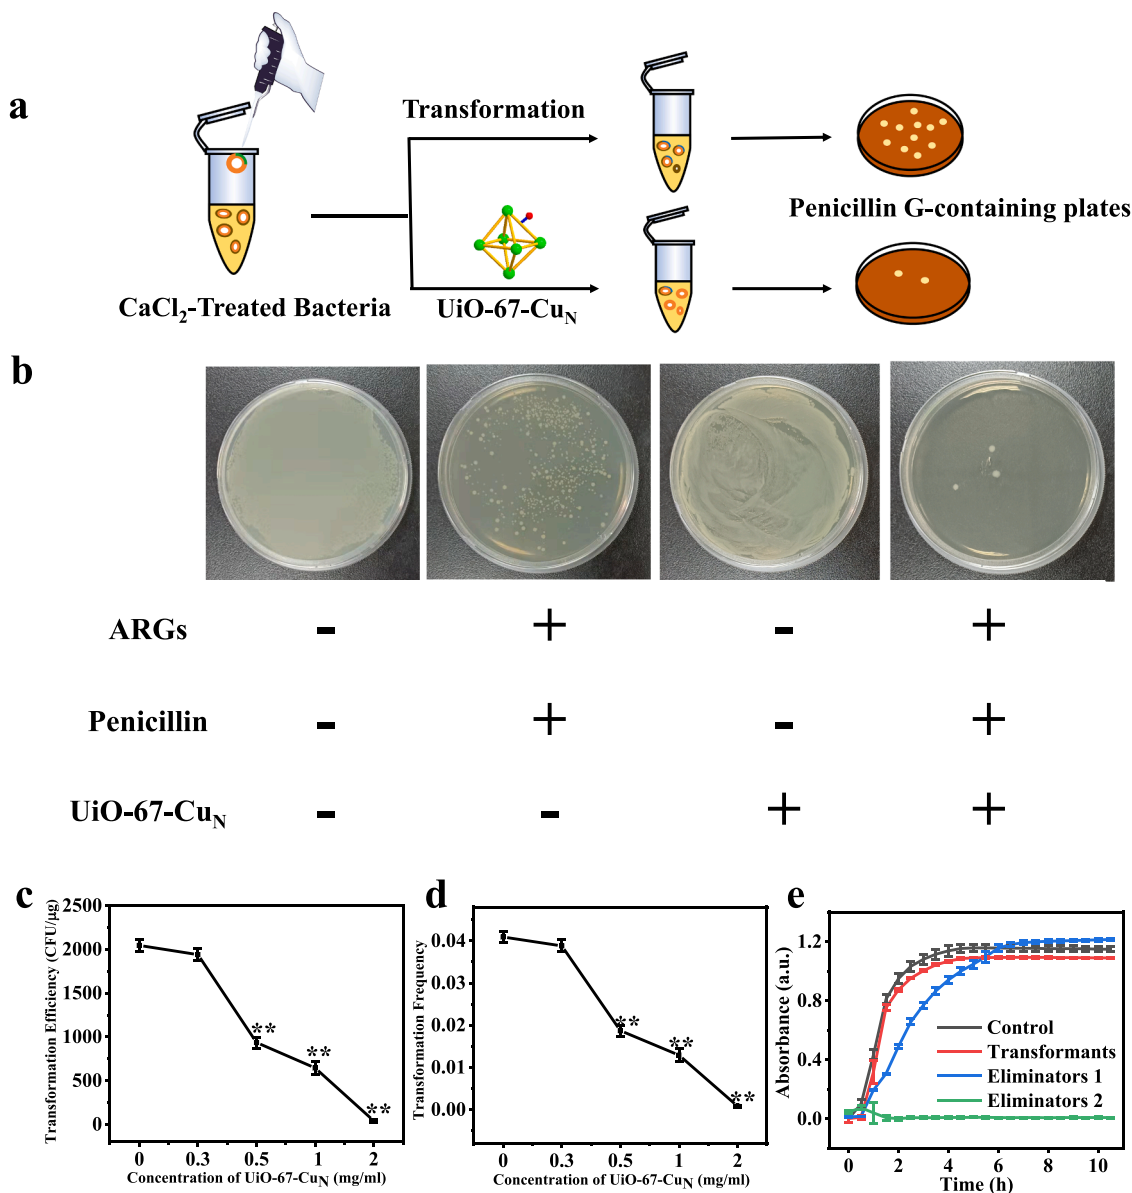 a
Transformation
Penicillin G-containing plates
CaCl₂-Treated Bacteria
UiO-67-Cu_N
b
ARGs - + - +
Penicillin - + - +
UiO-67-Cu_N - - + +
c
Transformation Efficiency (CFU/μg)
2500
2000
1500
1000
500
0
**
**
**
0 0.3 0.5 1 2
Concentration of UiO-67-Cu_N (mg/ml)
d
Transformation Frequency
0.04
0.03
0.02
0.01
0.00
**
**
**
0 0.3 0.5 1 2
Concentration of UiO-67-Cu_N (mg/ml)
e
Absorbance (a.u.)
1.2
0.8
0.4
0.0
Control
Transformants
Eliminators 1
Eliminators 2
0 2 4 6 8 10
Time (h)